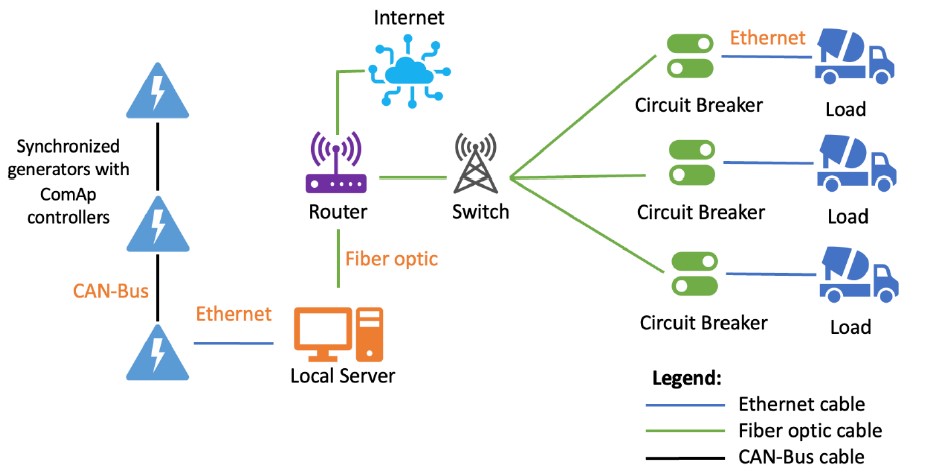 Internet
Ethernet
Circuit Breaker
Load
Synchronized
generators with
ComAp
controllers
Router
Switch
Circuit Breaker
Load
Fiber optic
CAN-Bus
Ethernet
Circuit Breaker
Load
Local Server
Legend:
Ethernet cable
Fiber optic cable
CAN-Bus cable